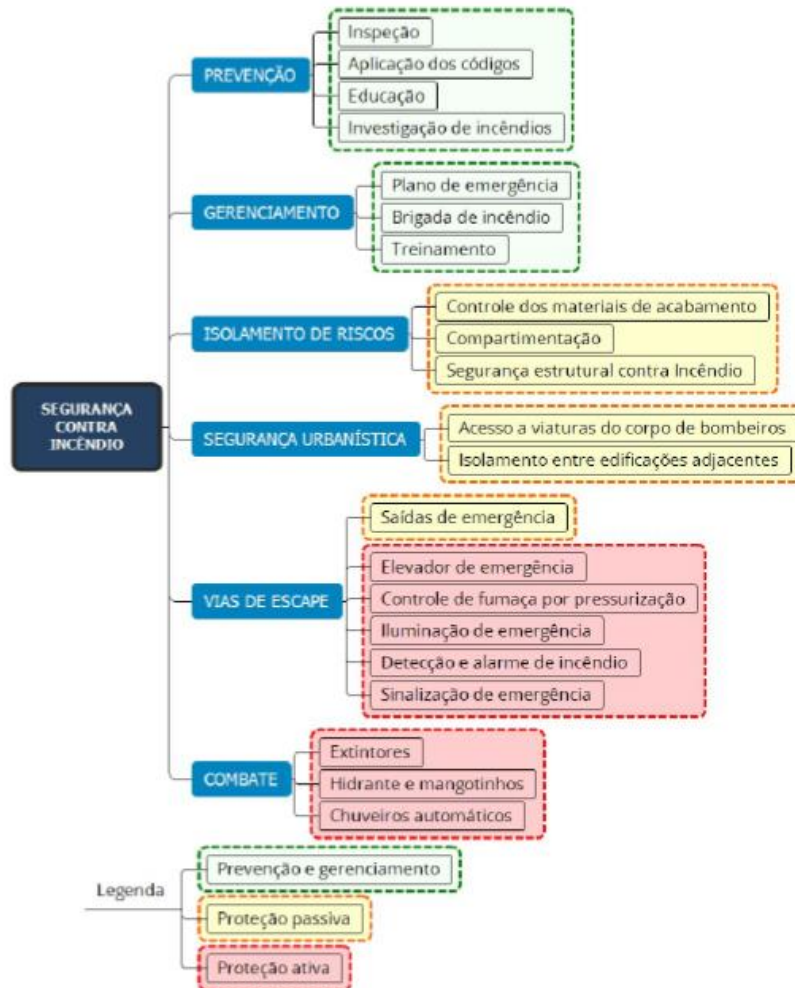 Inspeção
PREVENÇÃO
Aplicação dos códigos
Educação
Investigação de incêndios
Plano de emergência
GERENCIAMENTO
Brigada de incêndio
Treinamento
Controle dos materiais de acabamento
ISOLAMENTO DE RISCOS
Compartimentação
Segurança estrutural contra Incêndio
SEGURANÇA
CONTRA
INCÊNDIO
Acesso a viaturas do corpo de bombeiros
SEGURANÇA URBANÍSTICA
Isolamento entre edificações adjacentes
Saídas de emergência
Elevador de emergência
VIAS DE ESCAPE
Controle de fumaça por pressurização
Iluminação de emergência
Detecção e alarme de incêndio
Sinalização de emergência
Extintores
COMBATE
Hidrante e mangotinhos
Chuveiros automáticos
Legenda
Prevenção e gerenciamento
Proteção passiva
Proteção ativa